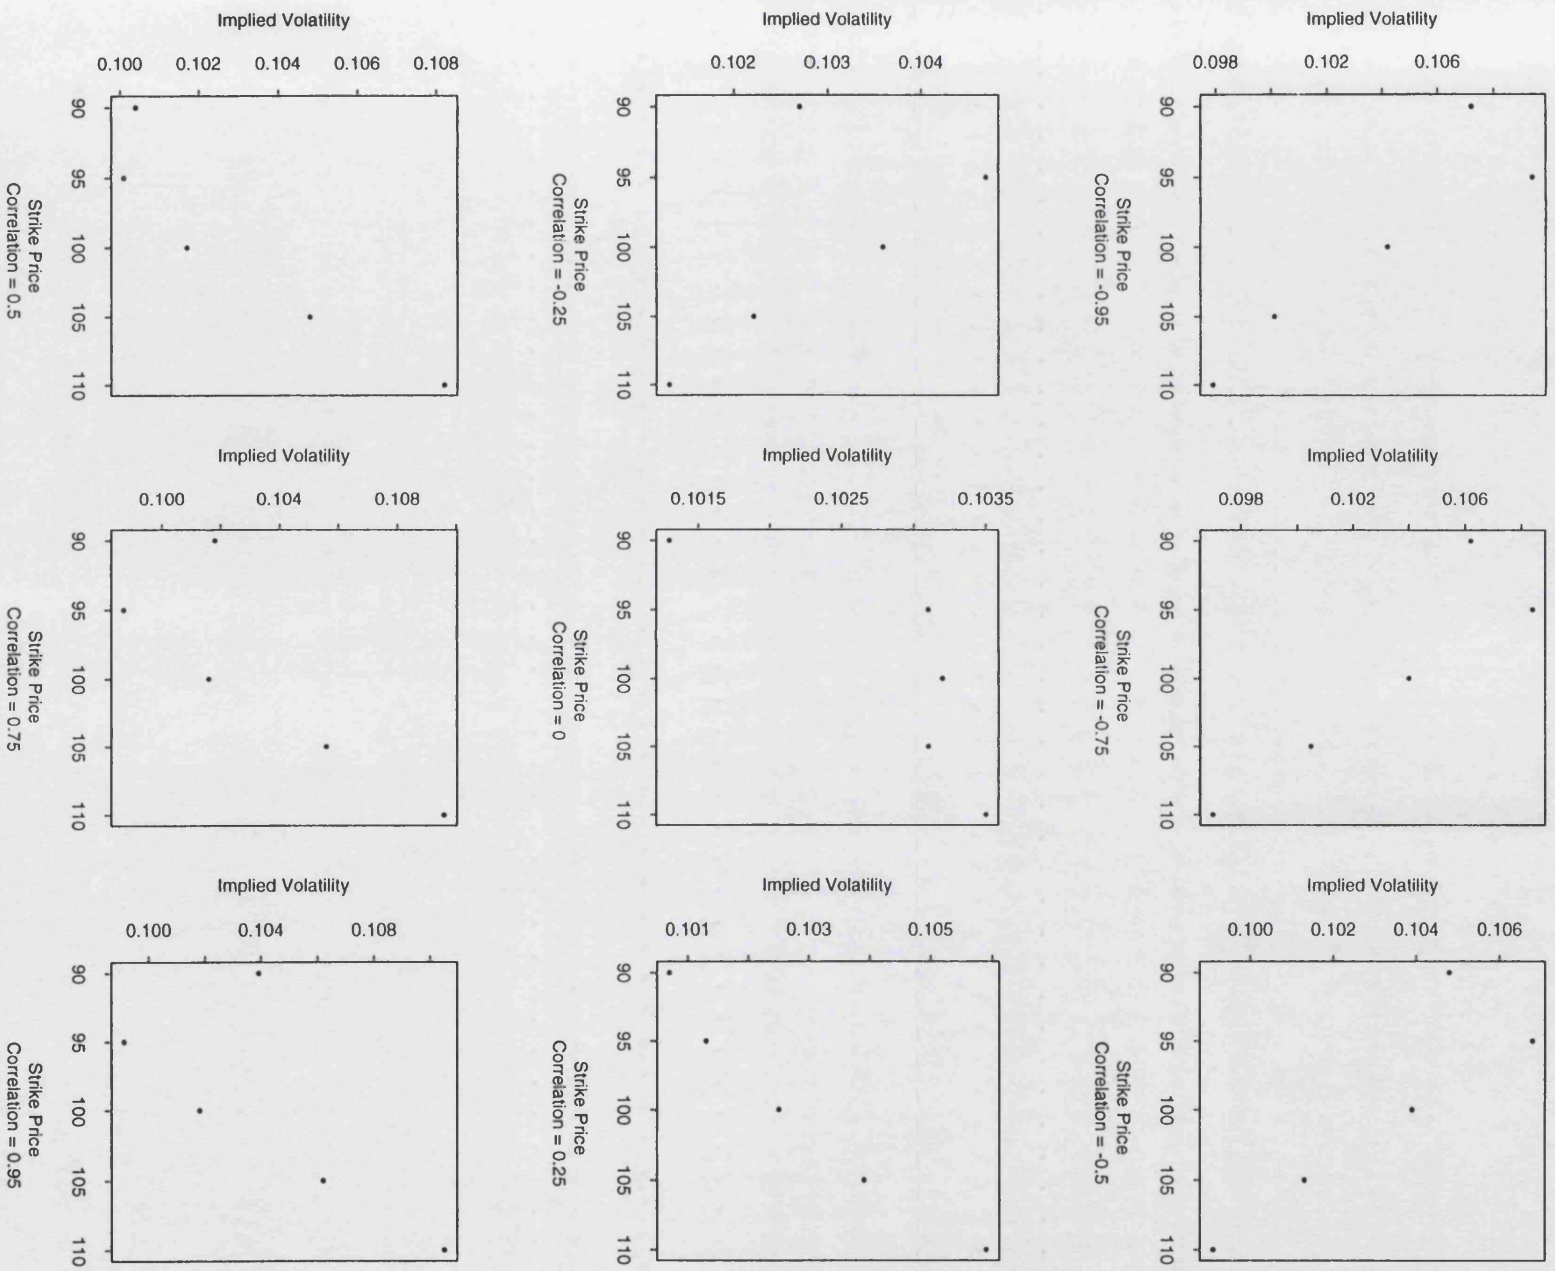 Implied Volatility
0.098 0.102 0.106
90 95 100 105 110
Strike Price
Correlation = -0.95
Implied Volatility
0.098 0.102 0.106
90 95 100 105 110
Strike Price
Correlation = -0.75
Implied Volatility
0.100 0.102 0.104 0.106
90 95 100 105 110
Strike Price
Correlation = -0.5
Implied Volatility
0.102 0.103 0.104
90 95 100 105 110
Strike Price
Correlation = -0.25
Implied Volatility
0.1015 0.1025 0.1035
90 95 100 105 110
Strike Price
Correlation = 0
Implied Volatility
0.101 0.103 0.105
90 95 100 105 110
Strike Price
Correlation = 0.25
Implied Volatility
0.100 0.102 0.104 0.106 0.108
90 95 100 105 110
Strike Price
Correlation = 0.5
Implied Volatility
0.100 0.104 0.108
90 95 100 105 110
Strike Price
Correlation = 0.75
Implied Volatility
0.100 0.104 0.108
90 95 100 105 110
Strike Price
Correlation = 0.95